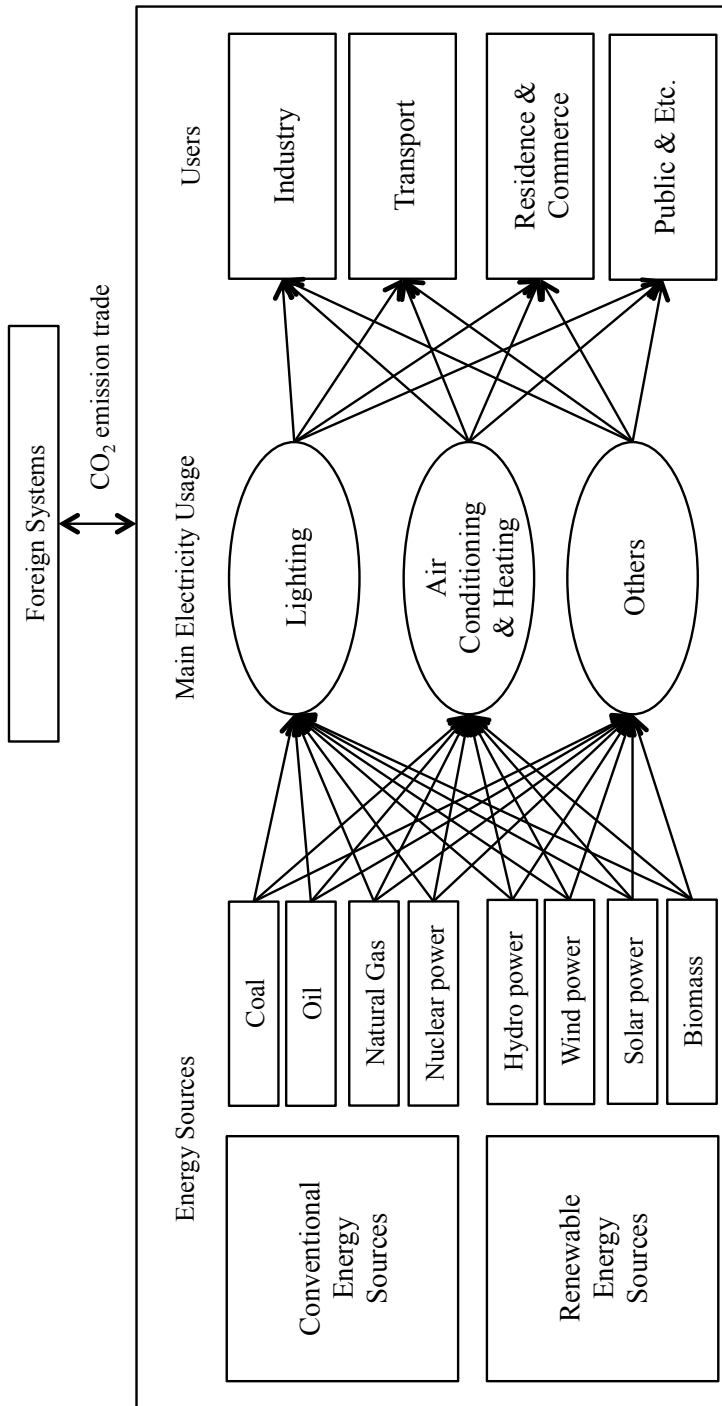 Foreign Systems
CO₂ emission trade
Energy Sources
Main Electricity Usage
Users
Conventional
Energy
Sources
Renewable
Energy
Sources
Coal
Oil
Natural Gas
Nuclear power
Hydro power
Wind power
Solar power
Biomass
Lighting
Air
Conditioning
& Heating
Others
Industry
Transport
Residence &
Commerce
Public & Etc.